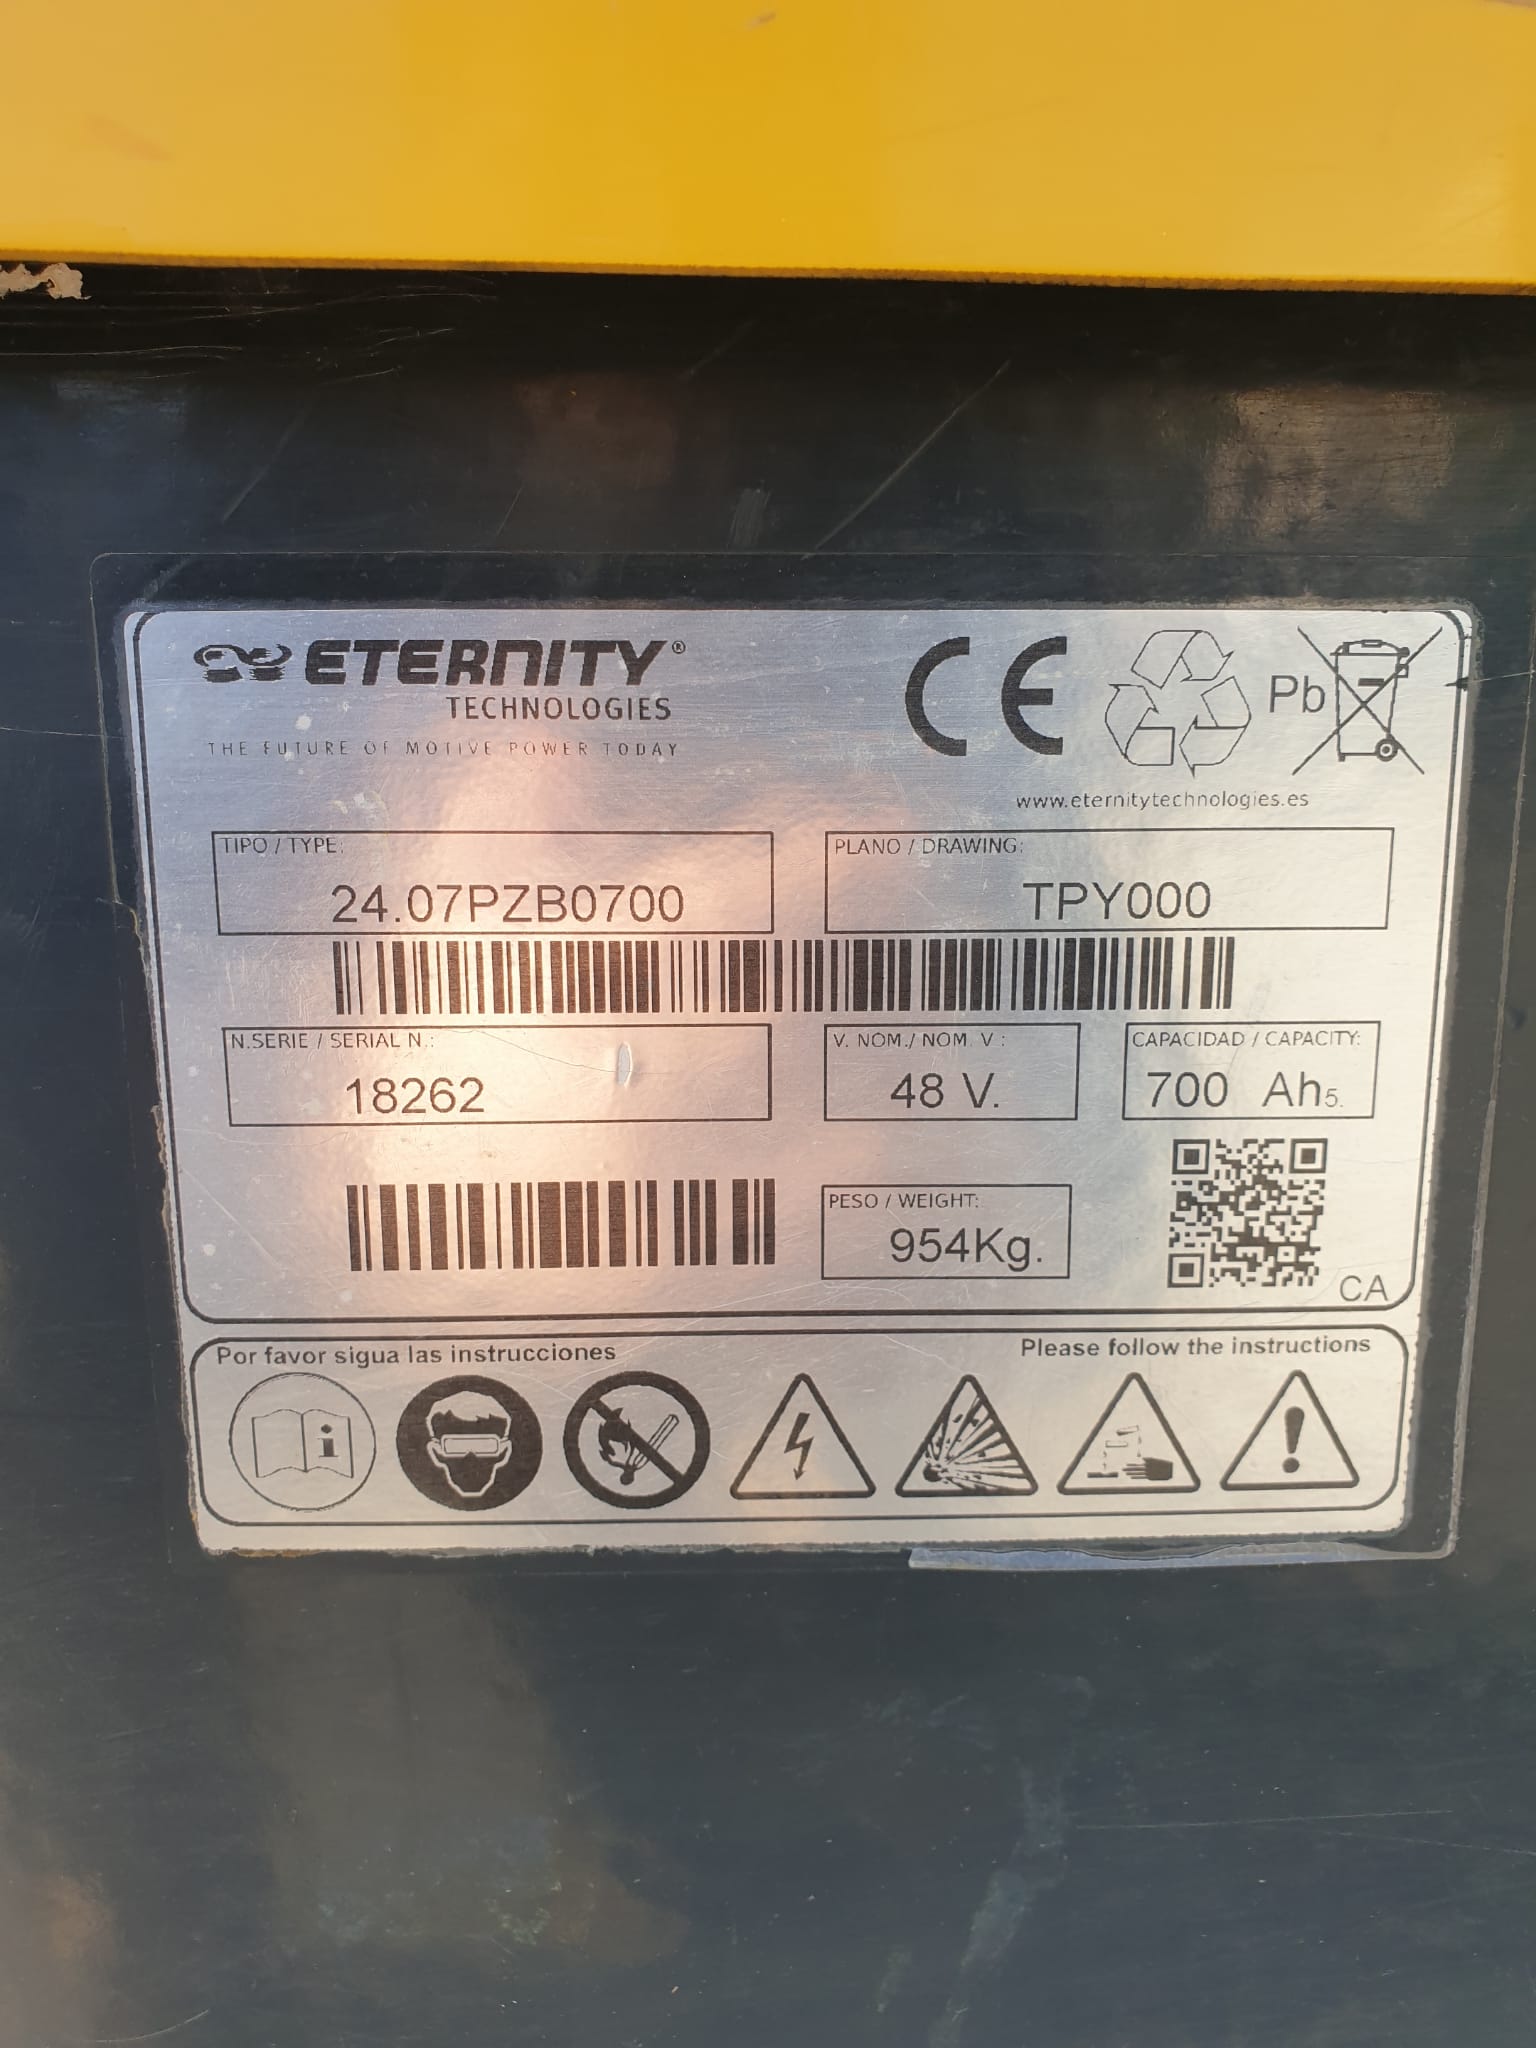 ETERNITY®
TECHNOLOGIES
THE FUTURE OF MOTIVE POWER TODAY
CE
Pb
www.eternitytechnologies.es
TIPO / TYPE:
24.07PZB0700
PLANO / DRAWING:
TPY000
N.SERIE / SERIAL N.:
18262
V. NOM./ NOM. V :
48 V.
CAPACIDAD / CAPACITY:
700 Ah5.
PESO / WEIGHT:
954Kg.
CA
Por favor sigua las instrucciones
Please follow the instructions